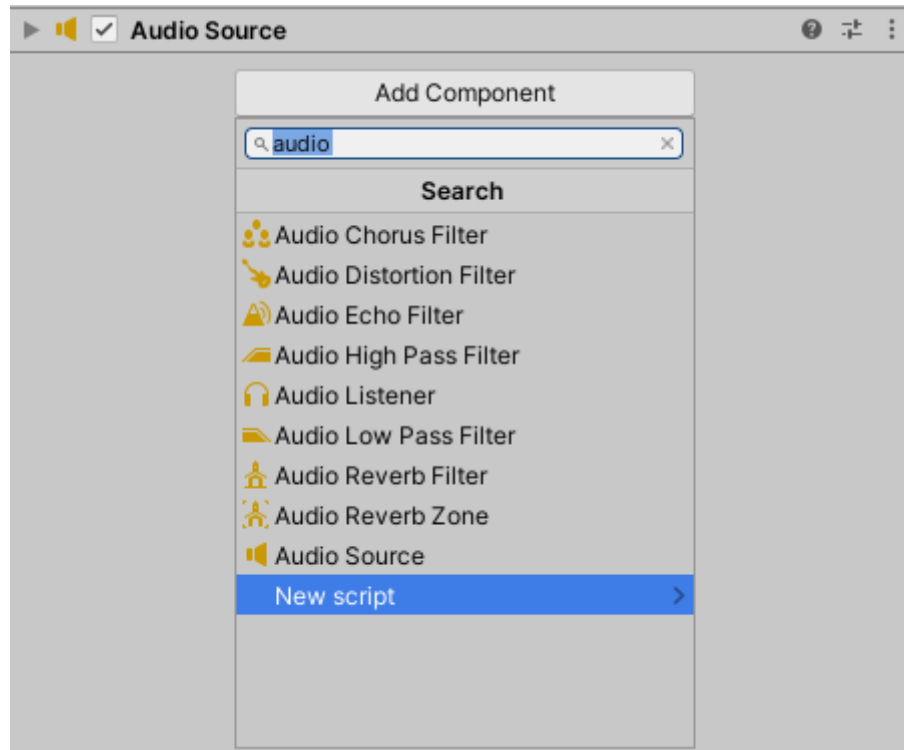 Audio Source
Add Component
audio
Search
Audio Chorus Filter
Audio Distortion Filter
Audio Echo Filter
Audio High Pass Filter
Audio Listener
Audio Low Pass Filter
Audio Reverb Filter
Audio Reverb Zone
Audio Source
New script